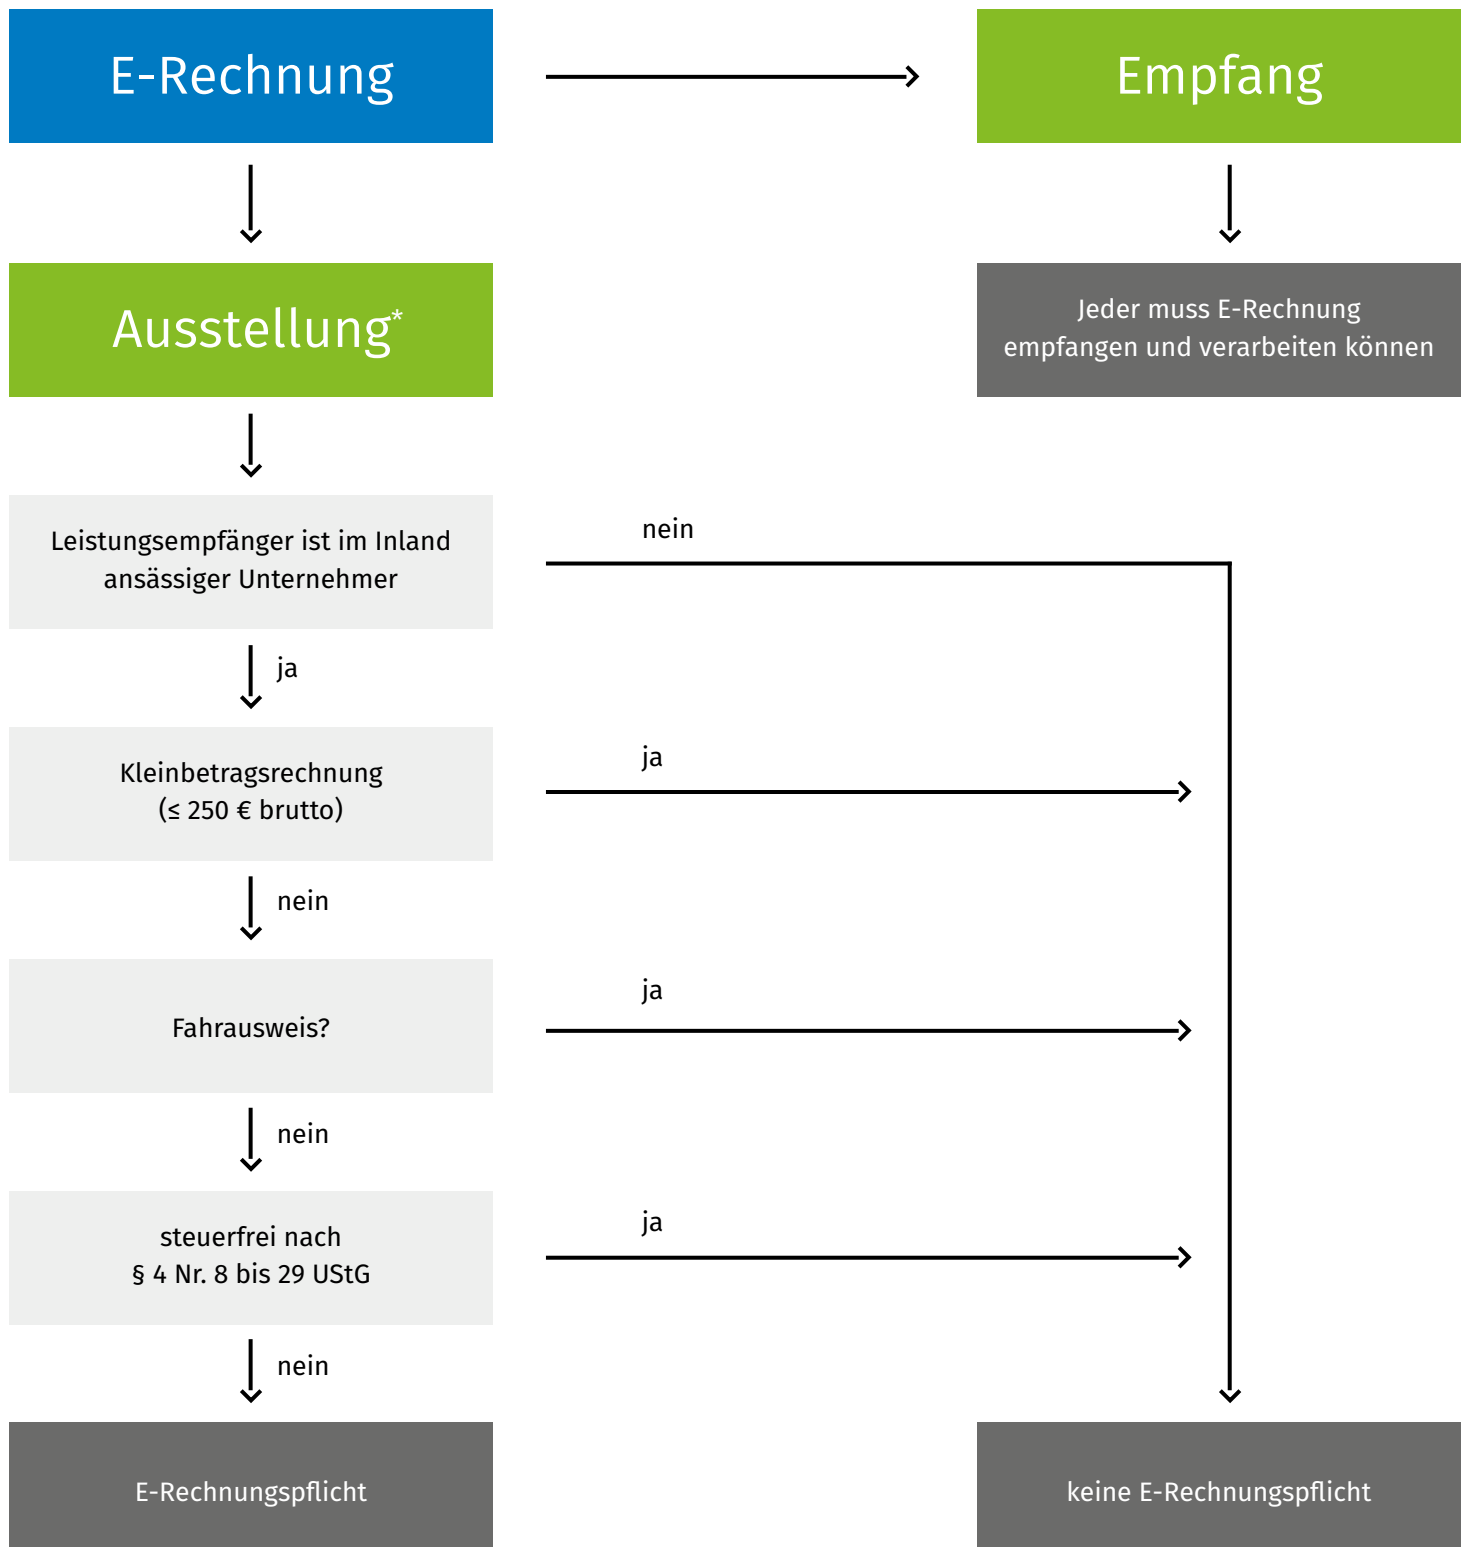 E-Rechnung
Empfang
Ausstellung*
Jeder muss E-Rechnung
empfangen und verarbeiten können
Leistungsempfänger ist im Inland
ansässiger Unternehmer
nein
ja
Kleinbetragsrechnung
(≤ 250 € brutto)
ja
nein
Fahrausweis?
ja
nein
steuerfrei nach
§ 4 Nr. 8 bis 29 UStG
ja
nein
E-Rechnungspflicht
keine E-Rechnungspflicht